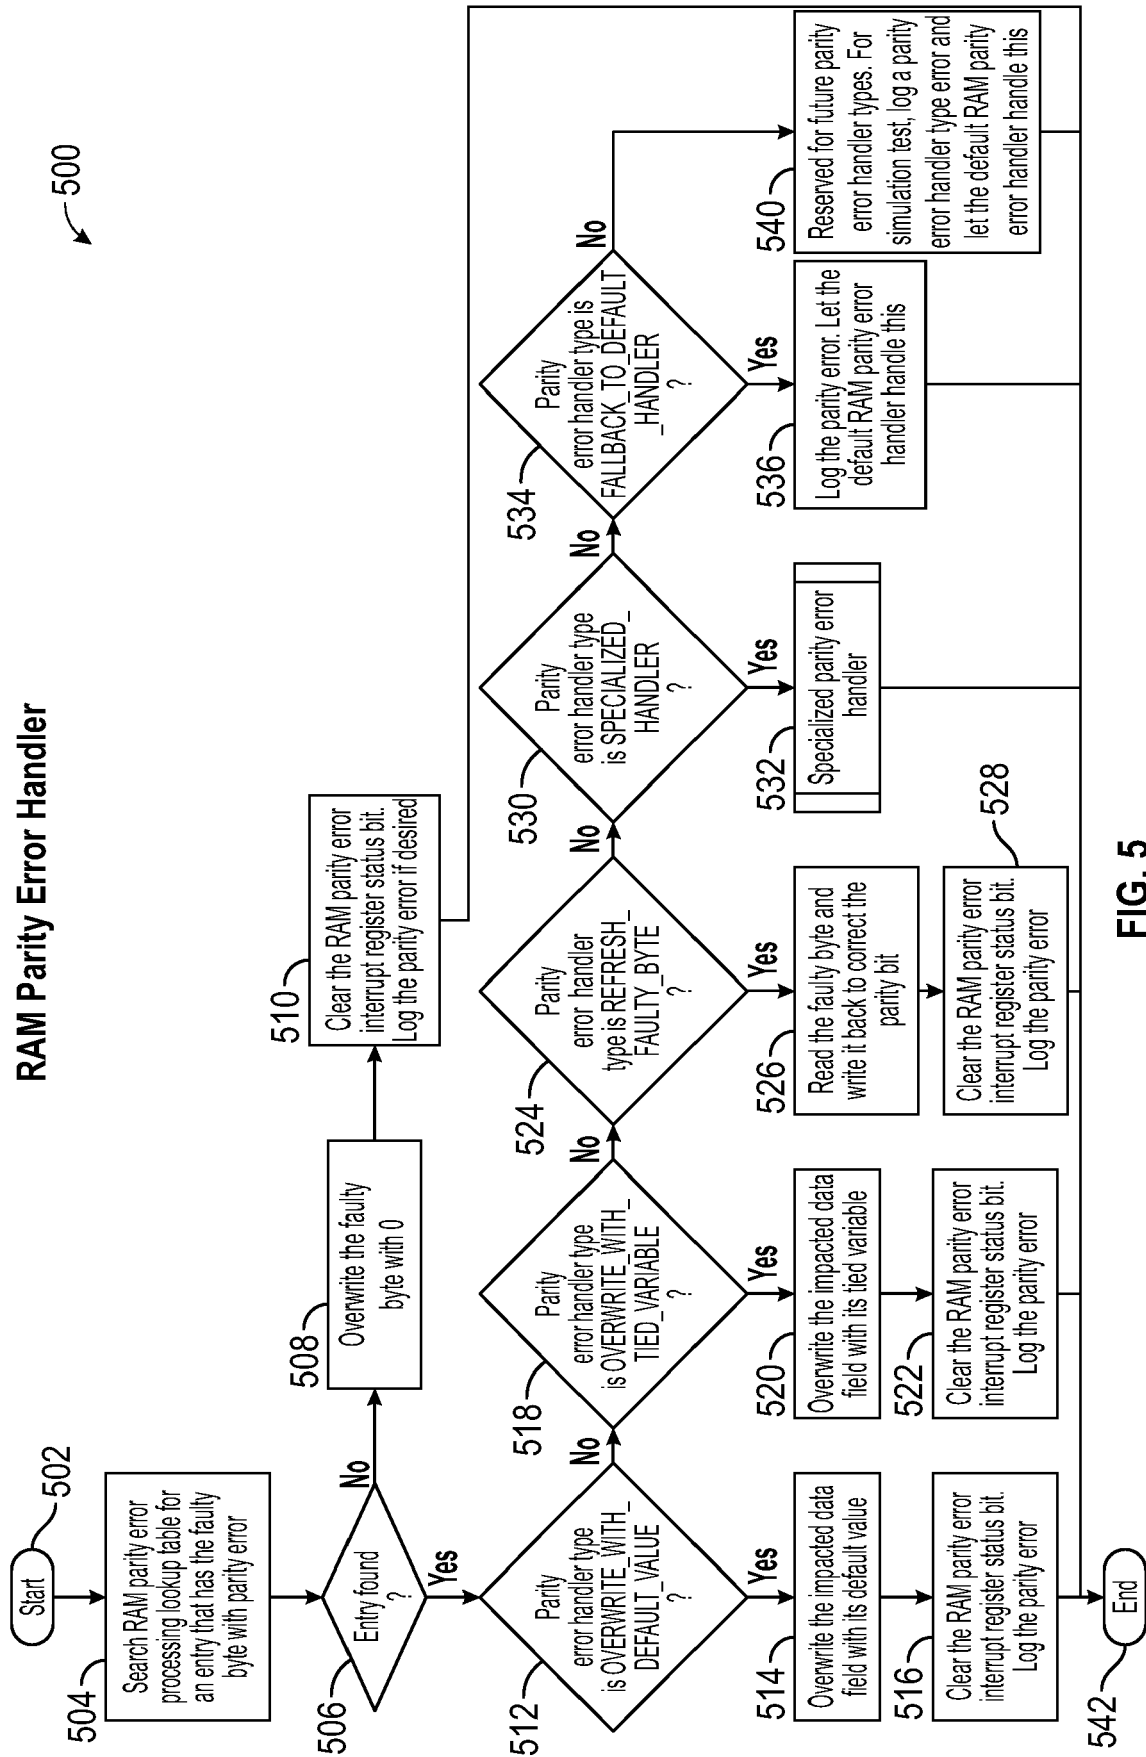 RAM Parity Error Handler
500
Start
502
Search RAM parity error
processing lookup table for
an entry that has the faulty
byte with parity error
504
Entry found
?
506
No
Yes
Overwrite the faulty
byte with 0
508
Clear the RAM parity error
interrupt register status bit.
Log the parity error if desired
510
Parity
error handler type
is OVERWRITE_WITH_
DEFAULT_VALUE
?
512
No
Yes
Overwrite the impacted data
field with its default value
514
Clear the RAM parity error
interrupt register status bit.
Log the parity error
516
Parity
error handler type
is OVERWRITE_WITH_
TIED_VARIABLE
?
518
No
Yes
Overwrite the impacted data
field with its tied variable
520
Clear the RAM parity error
interrupt register status bit.
Log the parity error
522
Parity
error handler
type is REFRESH_
FAULTY_BYTE
?
524
No
Yes
Read the faulty byte and
write it back to correct the
parity bit
526
Clear the RAM parity error
interrupt register status bit.
Log the parity error
528
Parity
error handler type
is SPECIALIZED_
HANDLER
?
530
No
Yes
Specialized parity error
handler
532
Parity
error handler type is
FALLBACK_TO_DEFAULT
_HANDLER
?
534
No
Yes
Log the parity error. Let the
default RAM parity error
handler handle this
536
Reserved for future parity
error handler types. For
simulation test, log a parity
error handler type error and
let the default RAM parity
error handler handle this
540
End
542
FIG. 5